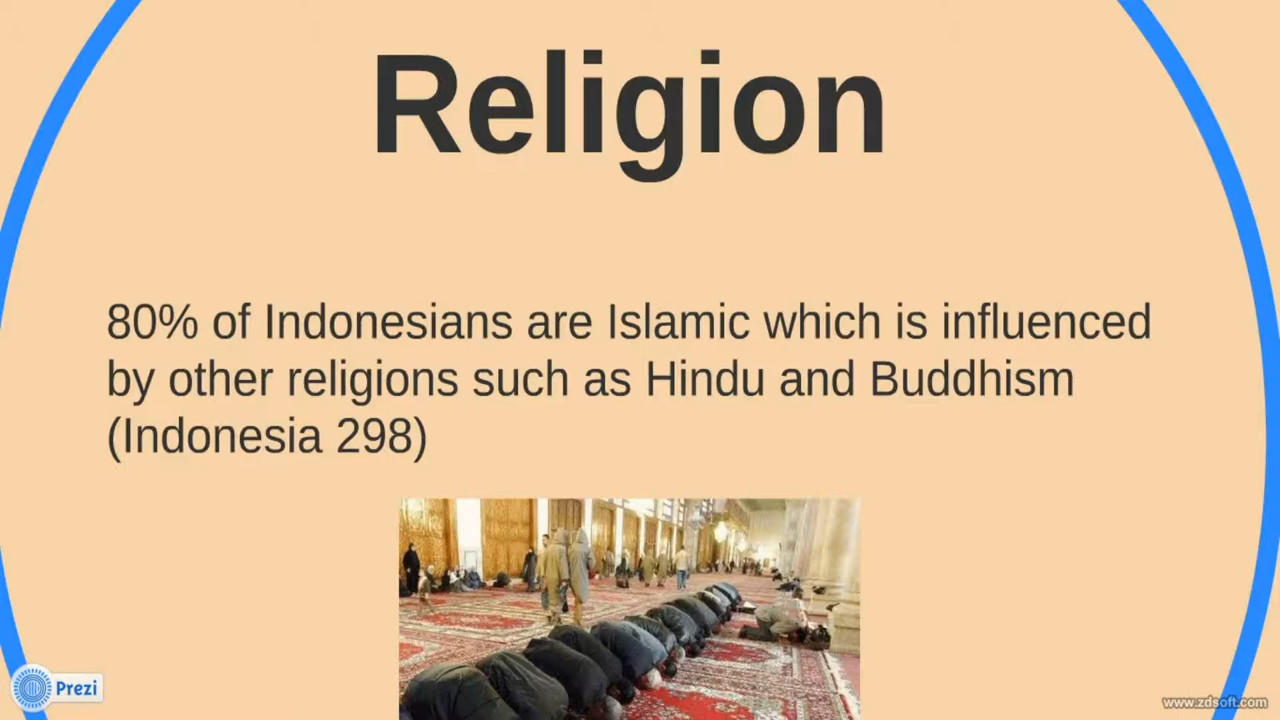 Religion
80% of Indonesians are Islamic which is influenced
by other religions such as Hindu and Buddhism
(Indonesia 298)
Prezi
www.zdsoft.com